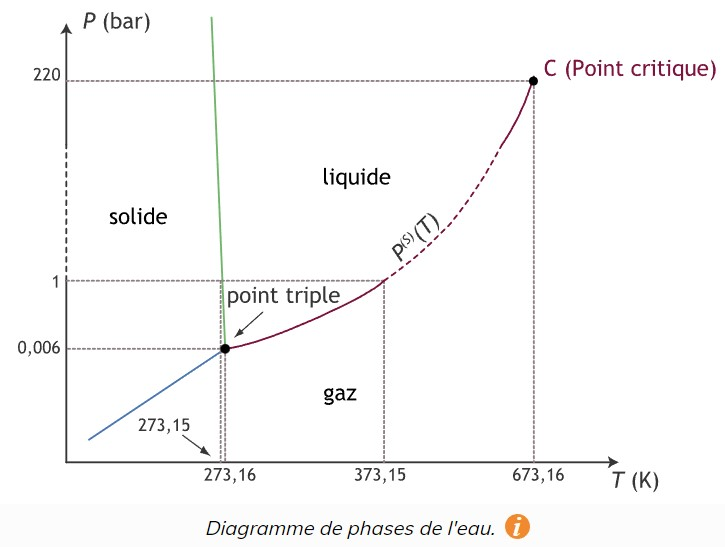 P (bar)
220
C (Point critique)
liquide
solide
P(S)(T)
1
point triple
0,006
gaz
273,15
273,16
373,15
673,16
T (K)
Diagramme de phases de l'eau.
i